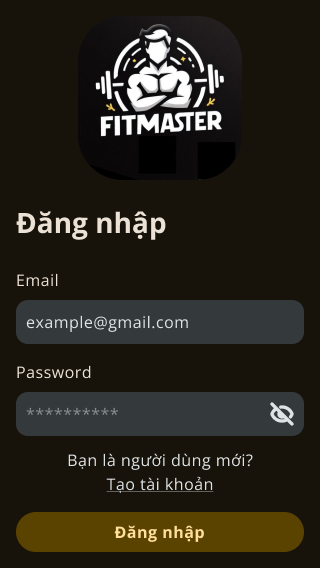 FITMASTER
Đăng nhập
Email
example@gmail.com
Password
**********
Bạn là người dùng mới?
Tạo tài khoản
Đăng nhập